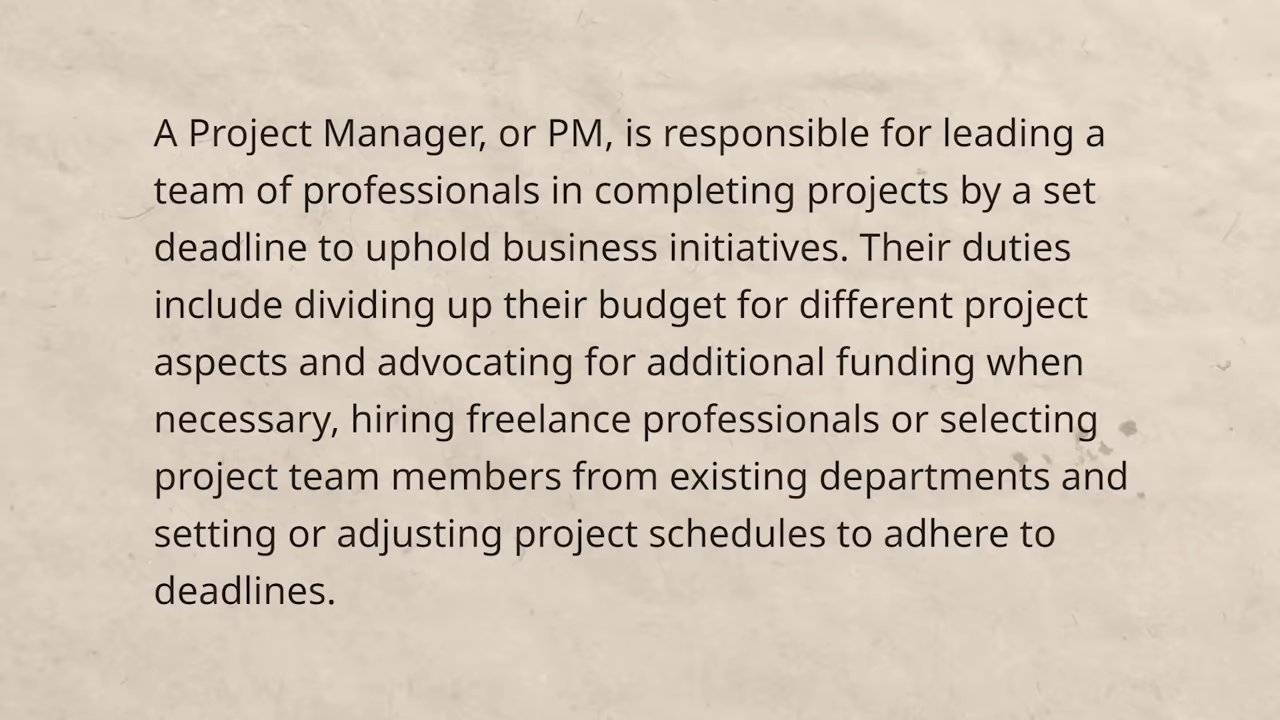 A Project Manager, or PM, is responsible for leading a
team of professionals in completing projects by a set
deadline to uphold business initiatives. Their duties
include dividing up their budget for different project
aspects and advocating for additional funding when
necessary, hiring freelance professionals or selecting
project team members from existing departments and
setting or adjusting project schedules to adhere to
deadlines.